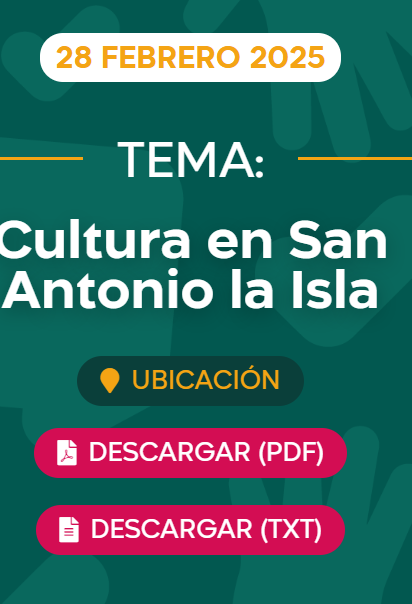 28 FEBRERO 2025
TEMA:
Cultura en San
Antonio la Isla
UBICACIÓN
DESCARGAR (PDF)
DESCARGAR (TXT)